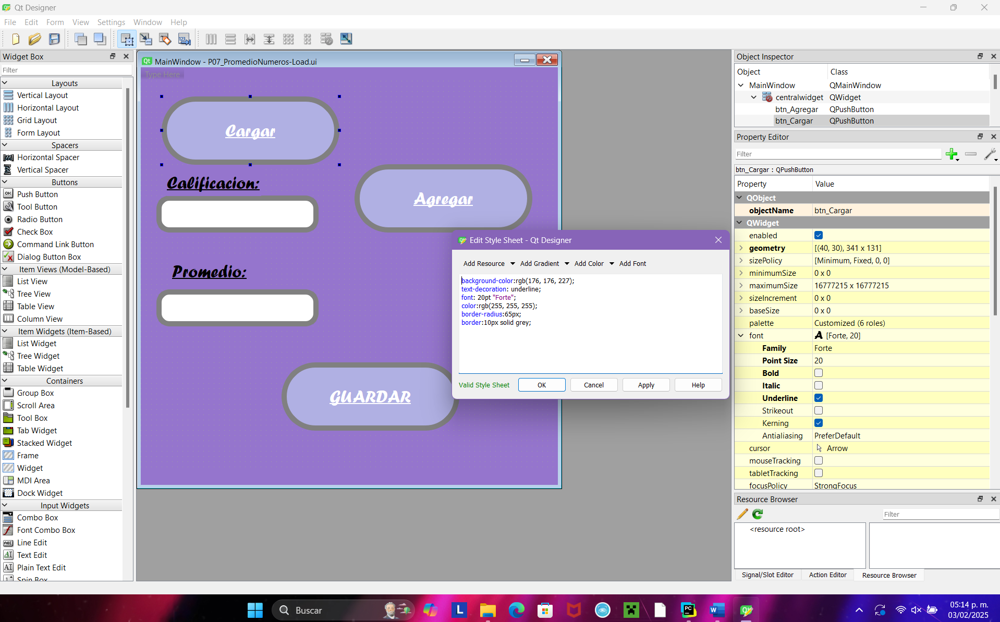 Qt Designer
File Edit Form View Settings Window Help
Widget Box
Filter
Layouts
Vertical Layout
Horizontal Layout
Grid Layout
Form Layout
Spacers
Horizontal Spacer
Vertical Spacer
Buttons
Push Button
Tool Button
Radio Button
Check Box
Command Link Button
Dialog Button Box
Item Views (Model-Based)
List View
Tree View
Table View
Column View
Item Widgets (Item-Based)
List Widget
Tree Widget
Table Widget
Containers
Group Box
Scroll Area
Tool Box
Tab Widget
Stacked Widget
Frame
Widget
MDI Area
Dock Widget
Input Widgets
Combo Box
Font Combo Box
Line Edit
Text Edit
Plain Text Edit
Spin Box
MainWindow - P07_PromedioNumeros-Load.ui
Type Here
Cargar
Calificacion:
Agregar
Promedio:
GUARDAR
Edit Style Sheet - Qt Designer
Add Resource Add Gradient Add Color Add Font
background-color:rgb(176, 176, 227);
text-decoration: underline;
font: 20pt "Forte";
color:rgb(255, 255, 255);
border-radius:65px;
border:10px solid grey;
Valid Style Sheet OK Cancel Apply Help
Object Inspector
Object Class
MainWindow QMainWindow
centralwidget QWidget
btn_Agregar QPushButton
btn_Cargar QPushButton
Property Editor
Filter
btn_Cargar : QPushButton
Property Value
QObject
objectName btn_Cargar
QWidget
enabled
geometry [(40, 30), 341 x 131]
sizePolicy [Minimum, Fixed, 0, 0]
minimumSize 0 x 0
maximumSize 16777215 x 16777215
sizeIncrement 0 x 0
baseSize 0 x 0
palette Customized (6 roles)
font A [Forte, 20]
Family Forte
Point Size 20
Bold
Italic
Underline
Strikeout
Kerning
Antialiasing PreferDefault
cursor Arrow
mouseTracking
tabletTracking
focusPolicy StrongFocus
Resource Browser
Filter
<resource root>
Signal/Slot Editor Action Editor Resource Browser
Buscar
05:14 p. m.
03/02/2025